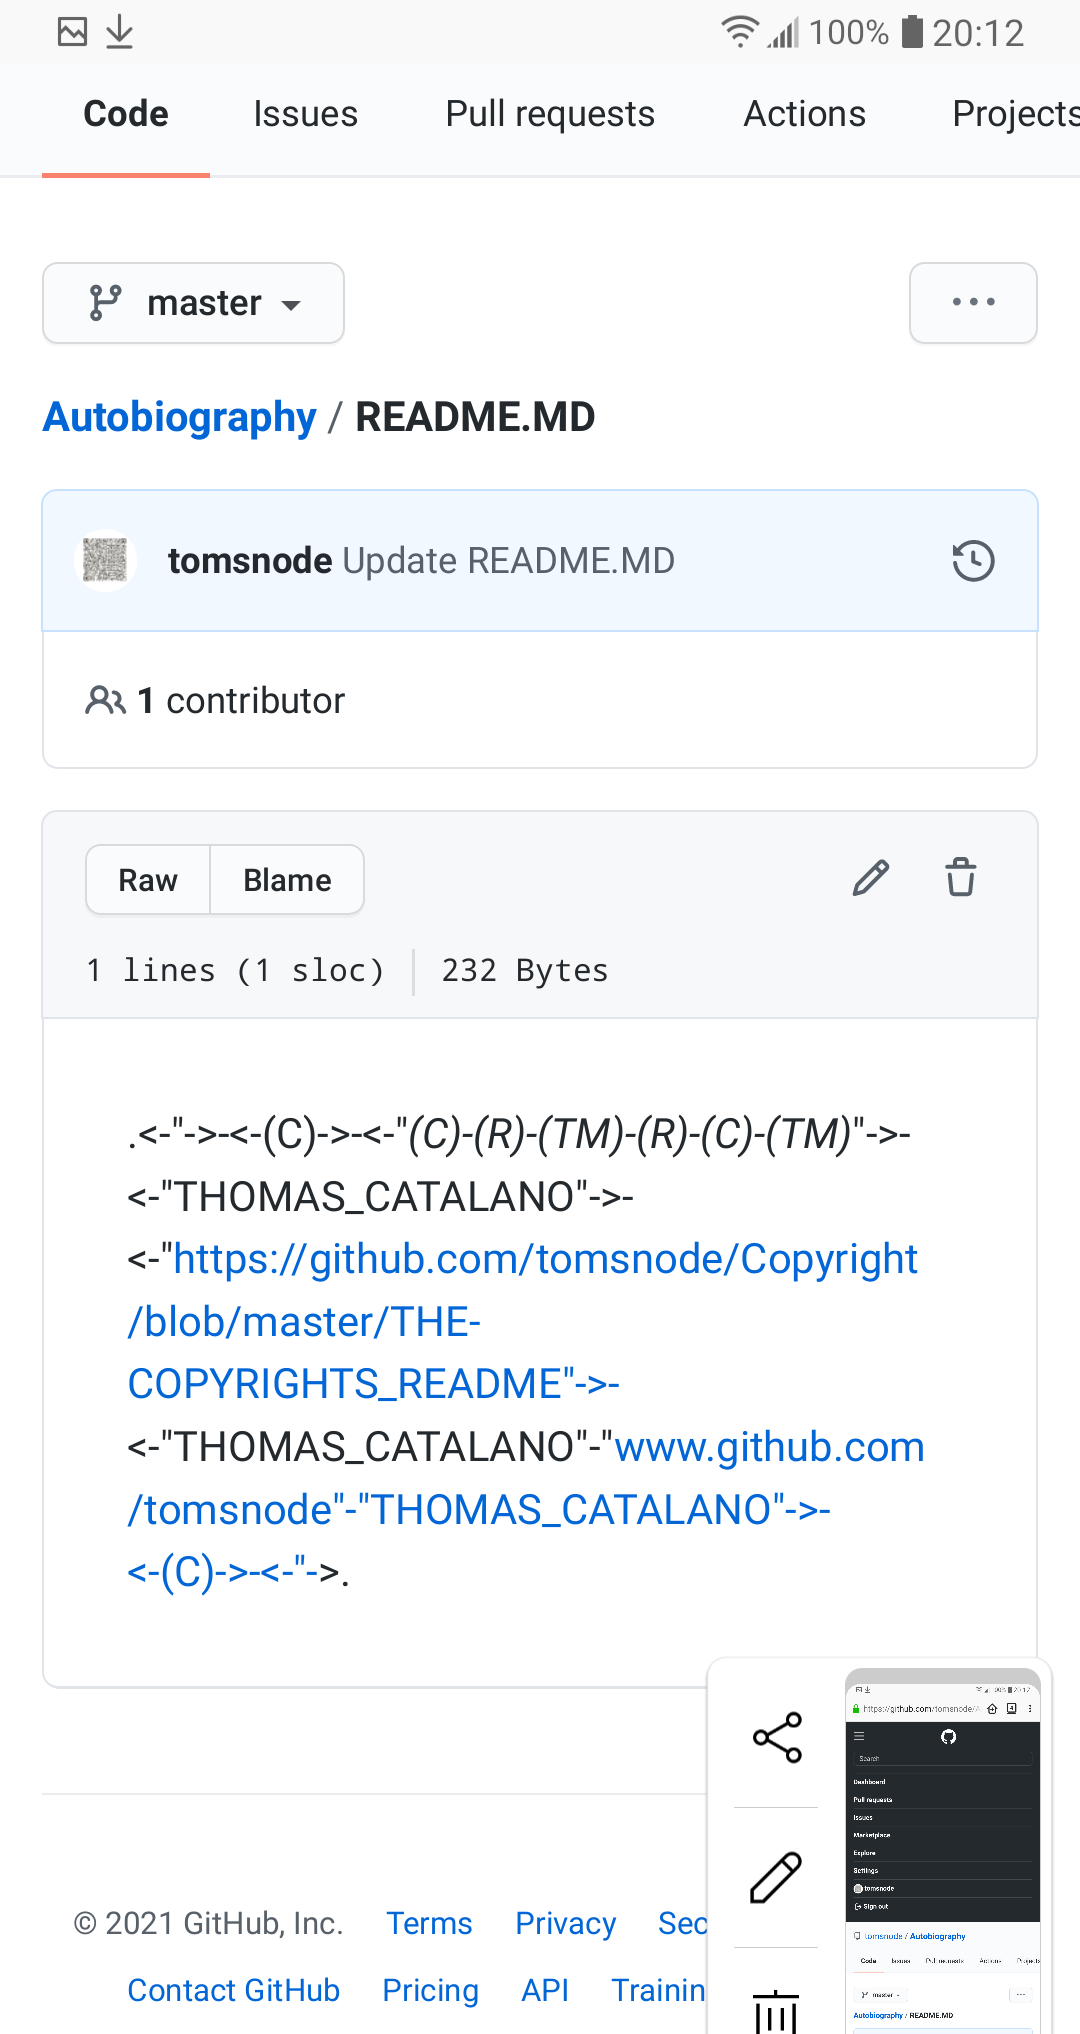 100% 20:12
Code Issues Pull requests Actions Projects
master ...
Autobiography / README.MD
tomsnode Update README.MD
1 contributor
Raw Blame
1 lines (1 sloc) 232 Bytes
.<-"->-<-(C)->-<-"(C)-(R)-(TM)-(R)-(C)-(TM)"->-
<-"THOMAS_CATALANO"->-
<-"https://github.com/tomsnode/Copyright
/blob/master/THE-
COPYRIGHTS_README"->-
<-"THOMAS_CATALANO"-"www.github.com
/tomsnode"-"THOMAS_CATALANO"->-
<-(C)->-<-"->.
https://github.com/tomsnode/A
Search
Dashboard
Pull requests
Issues
Marketplace
Explore
Settings
tomsnode
Sign out
tomsnode / Autobiography
Code Issues Pull requests Actions Projects
master ...
Autobiography / README.MD
© 2021 GitHub, Inc. Terms Privacy Sec
Contact GitHub Pricing API Trainin